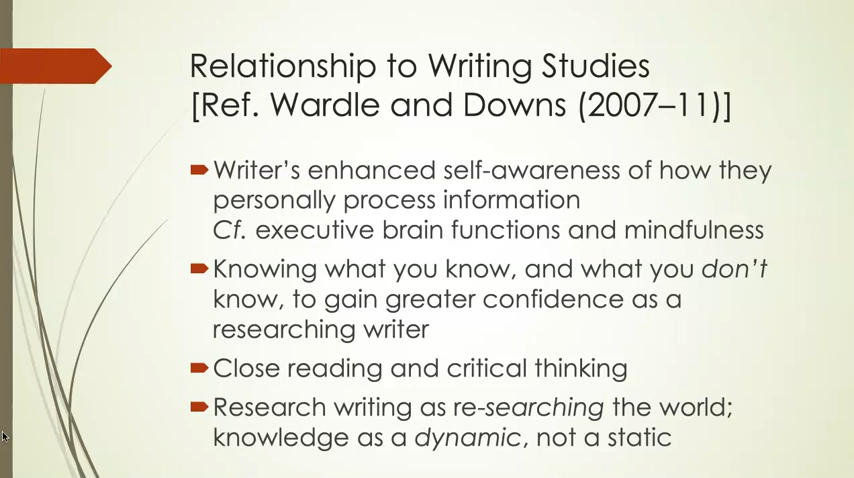 Relationship to Writing Studies
[Ref. Wardle and Downs (2007–11)]
Writer's enhanced self-awareness of how they
personally process information
Cf. executive brain functions and mindfulness
Knowing what you know, and what you don't
know, to gain greater confidence as a
researching writer
Close reading and critical thinking
Research writing as re-searching the world;
knowledge as a dynamic, not a static